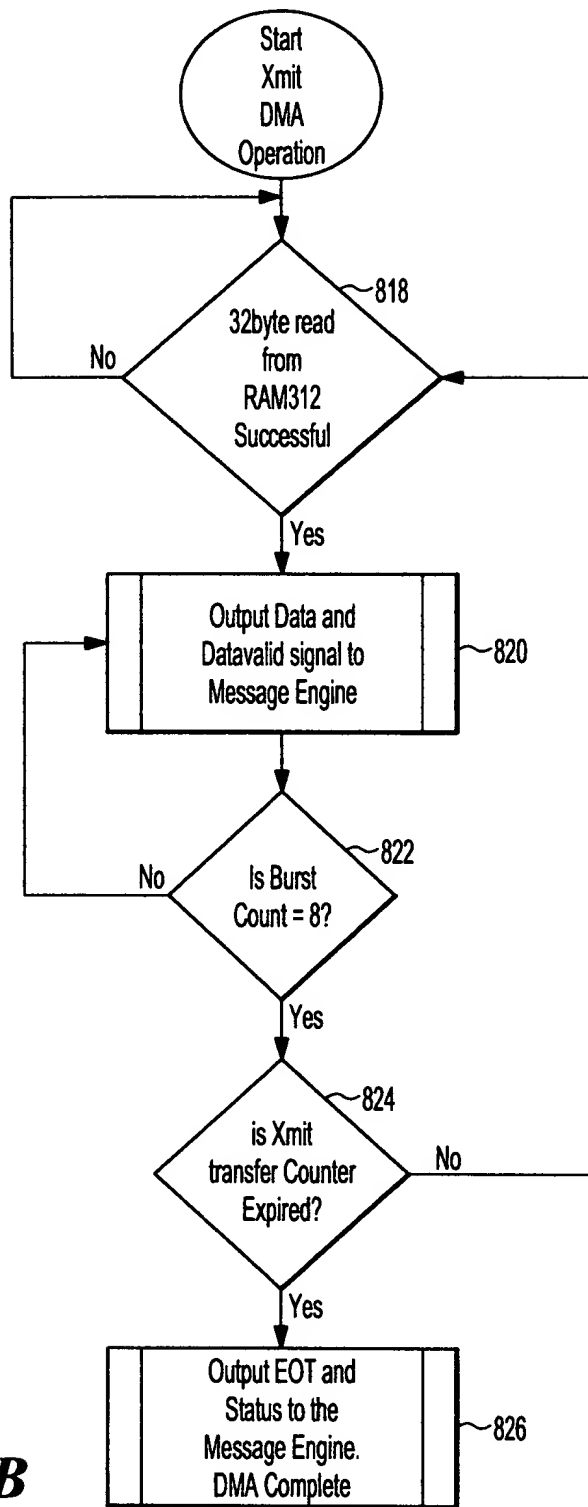 Start
Xmit
DMA
Operation
818
32byte read
from
RAM312
Successful
No
Yes
Output Data and
Datavalid signal to
Message Engine
820
822
Is Burst
Count = 8?
No
Yes
824
is Xmit
transfer Counter
Expired?
No
Yes
Output EOT and
Status to the
Message Engine.
DMA Complete
826
B